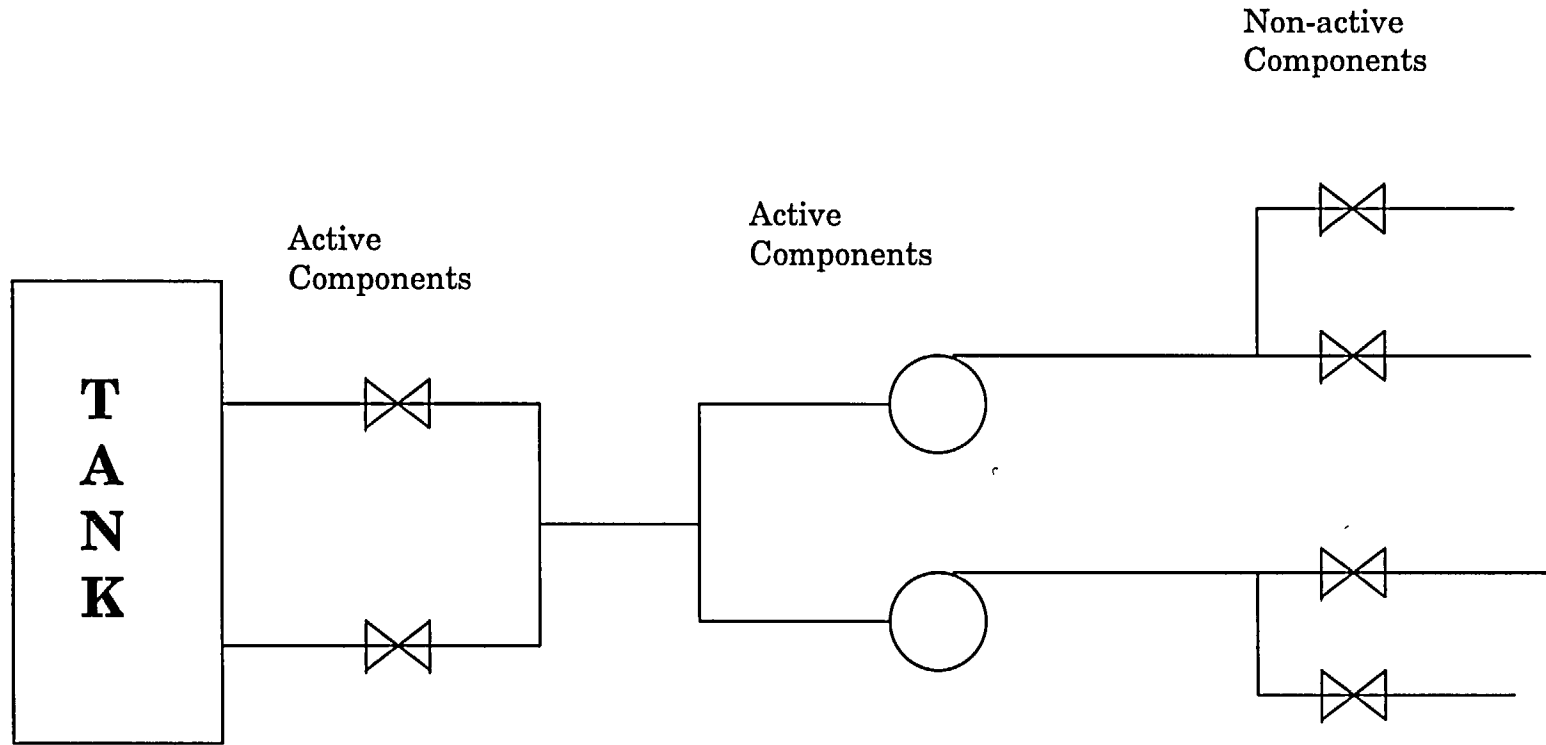 Non-active
Components
Active
Components
Active
Components
T
A
N
K